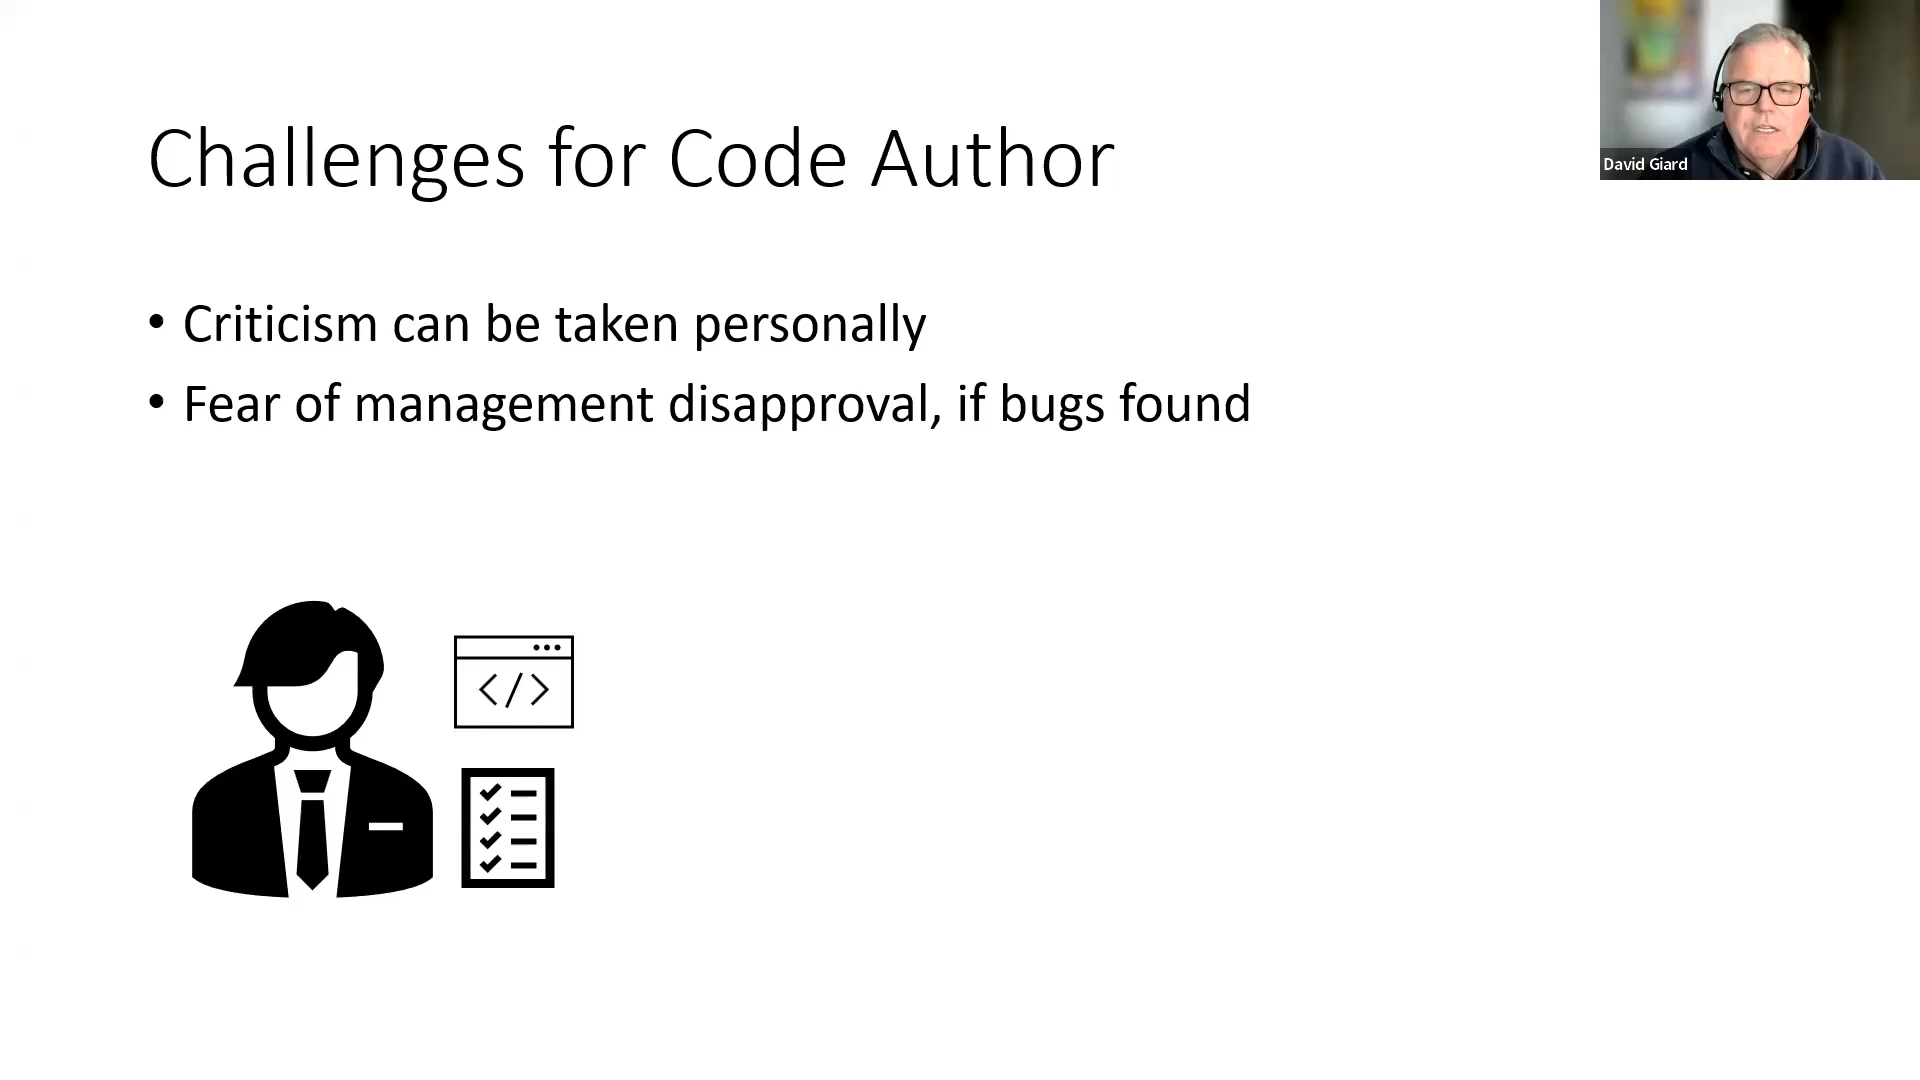 Challenges for Code Author
• Criticism can be taken personally
• Fear of management disapproval, if bugs found
</>
David Giard